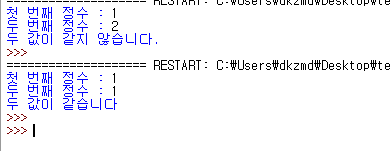 ==================== RESTART: C:\Users\dkzmd\Desktop\te
첫 번째 정수 : 1
두 번째 정수 : 2
두 값이 같지 않습니다.
>>>
==================== RESTART: C:\Users\dkzmd\Desktop\te
첫 번째 정수 : 1
두 번째 정수 : 1
두 값이 같습니다
>>>
>>>